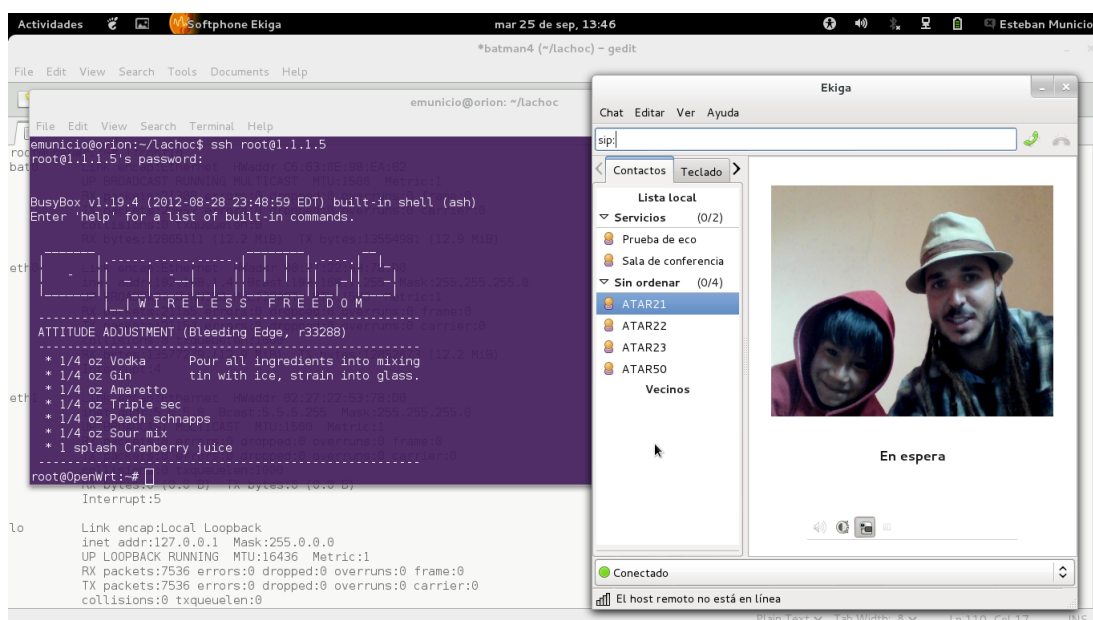 Actividades Softphone Ekiga mar 25 de sep, 13:46 Esteban Municio
*batman4 (~/lachoc) - gedit
File Edit View Search Tools Documents Help
emunicio@orion: ~/lachoc
File Edit View Search Terminal Help
emunicio@orion:~/lachoc$ ssh root@1.1.1.5
root@1.1.1.5's password:
BusyBox v1.19.4 (2012-08-28 23:48:59 EDT) built-in shell (ash)
Enter 'help' for a list of built-in commands.
W I R E L E S S   F R E E D O M
ATTITUDE ADJUSTMENT (Bleeding Edge, r33288)
* 1/4 oz Vodka Pour all ingredients into mixing
* 1/4 oz Gin tin with ice, strain into glass.
* 1/4 oz Amaretto
* 1/4 oz Triple sec
* 1/4 oz Peach schnapps
* 1/4 oz Sour mix
* 1 splash Cranberry juice
root@OpenWrt:~#
Interrupt:5
lo Link encap:Local Loopback
inet addr:127.0.0.1 Mask:255.0.0.0
UP LOOPBACK RUNNING MTU:16436 Metric:1
RX packets:7536 errors:0 dropped:0 overruns:0 frame:0
TX packets:7536 errors:0 dropped:0 overruns:0 carrier:0
collisions:0 txqueuelen:0
Plain Text Tab Width: 8 Ln 110, Col 17 INS
Ekiga
Chat Editar Ver Ayuda
sip:
Contactos Teclado
Lista local
Servicios (0/2)
Prueba de eco
Sala de conferencia
Sin ordenar (0/4)
ATAR21
ATAR22
ATAR23
ATAR50
Vecinos
En espera
Conectado
El host remoto no está en línea